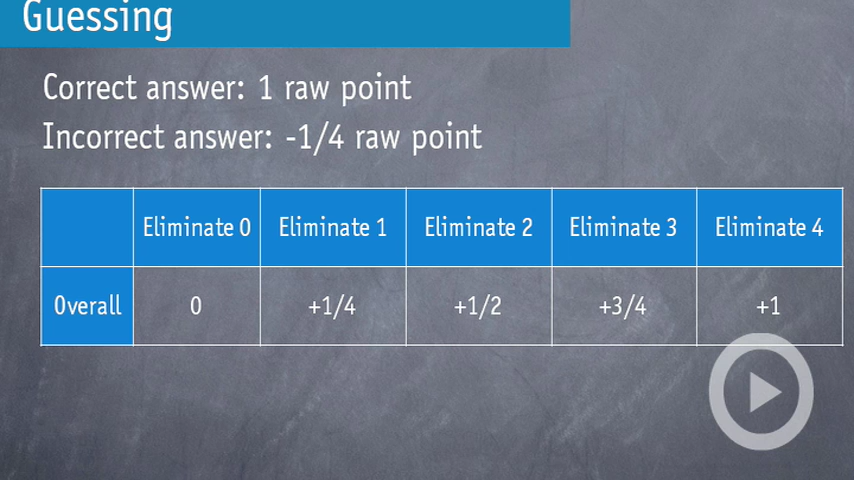 Guessing
Correct answer: 1 raw point
Incorrect answer: -1/4 raw point
Eliminate 0 Eliminate 1 Eliminate 2 Eliminate 3 Eliminate 4
Overall 0 +1/4 +1/2 +3/4 +1